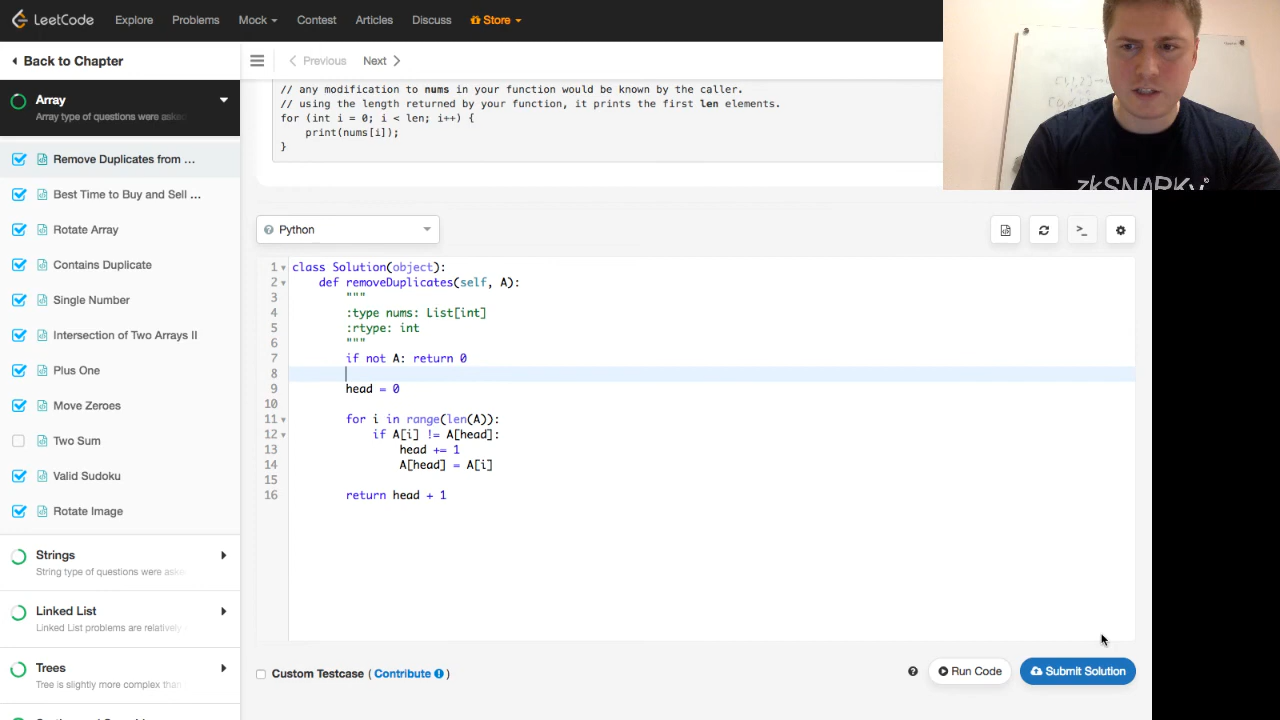 LeetCode Explore Problems Mock Contest Articles Discuss Store
Back to Chapter
Previous Next
Array
Array type of questions were aske
Remove Duplicates from ...
Best Time to Buy and Sell ...
Rotate Array
Contains Duplicate
Single Number
Intersection of Two Arrays II
Plus One
Move Zeroes
Two Sum
Valid Sudoku
Rotate Image
Strings
String type of questions were aske
Linked List
Linked List problems are relatively
Trees
Tree is slightly more complex than
// any modification to nums in your function would be known by the caller.
// using the length returned by your function, it prints the first len elements.
for (int i = 0; i < len; i++) {
print(nums[i]);
}
Python
>_
1 class Solution(object):
2 def removeDuplicates(self, A):
3 """
4 :type nums: List[int]
5 :rtype: int
6 """
7 if not A: return 0
8
9 head = 0
10
11 for i in range(len(A)):
12 if A[i] != A[head]:
13 head += 1
14 A[head] = A[i]
15
16 return head + 1
Custom Testcase ( Contribute )
? Run Code Submit Solution
zkSNARKy